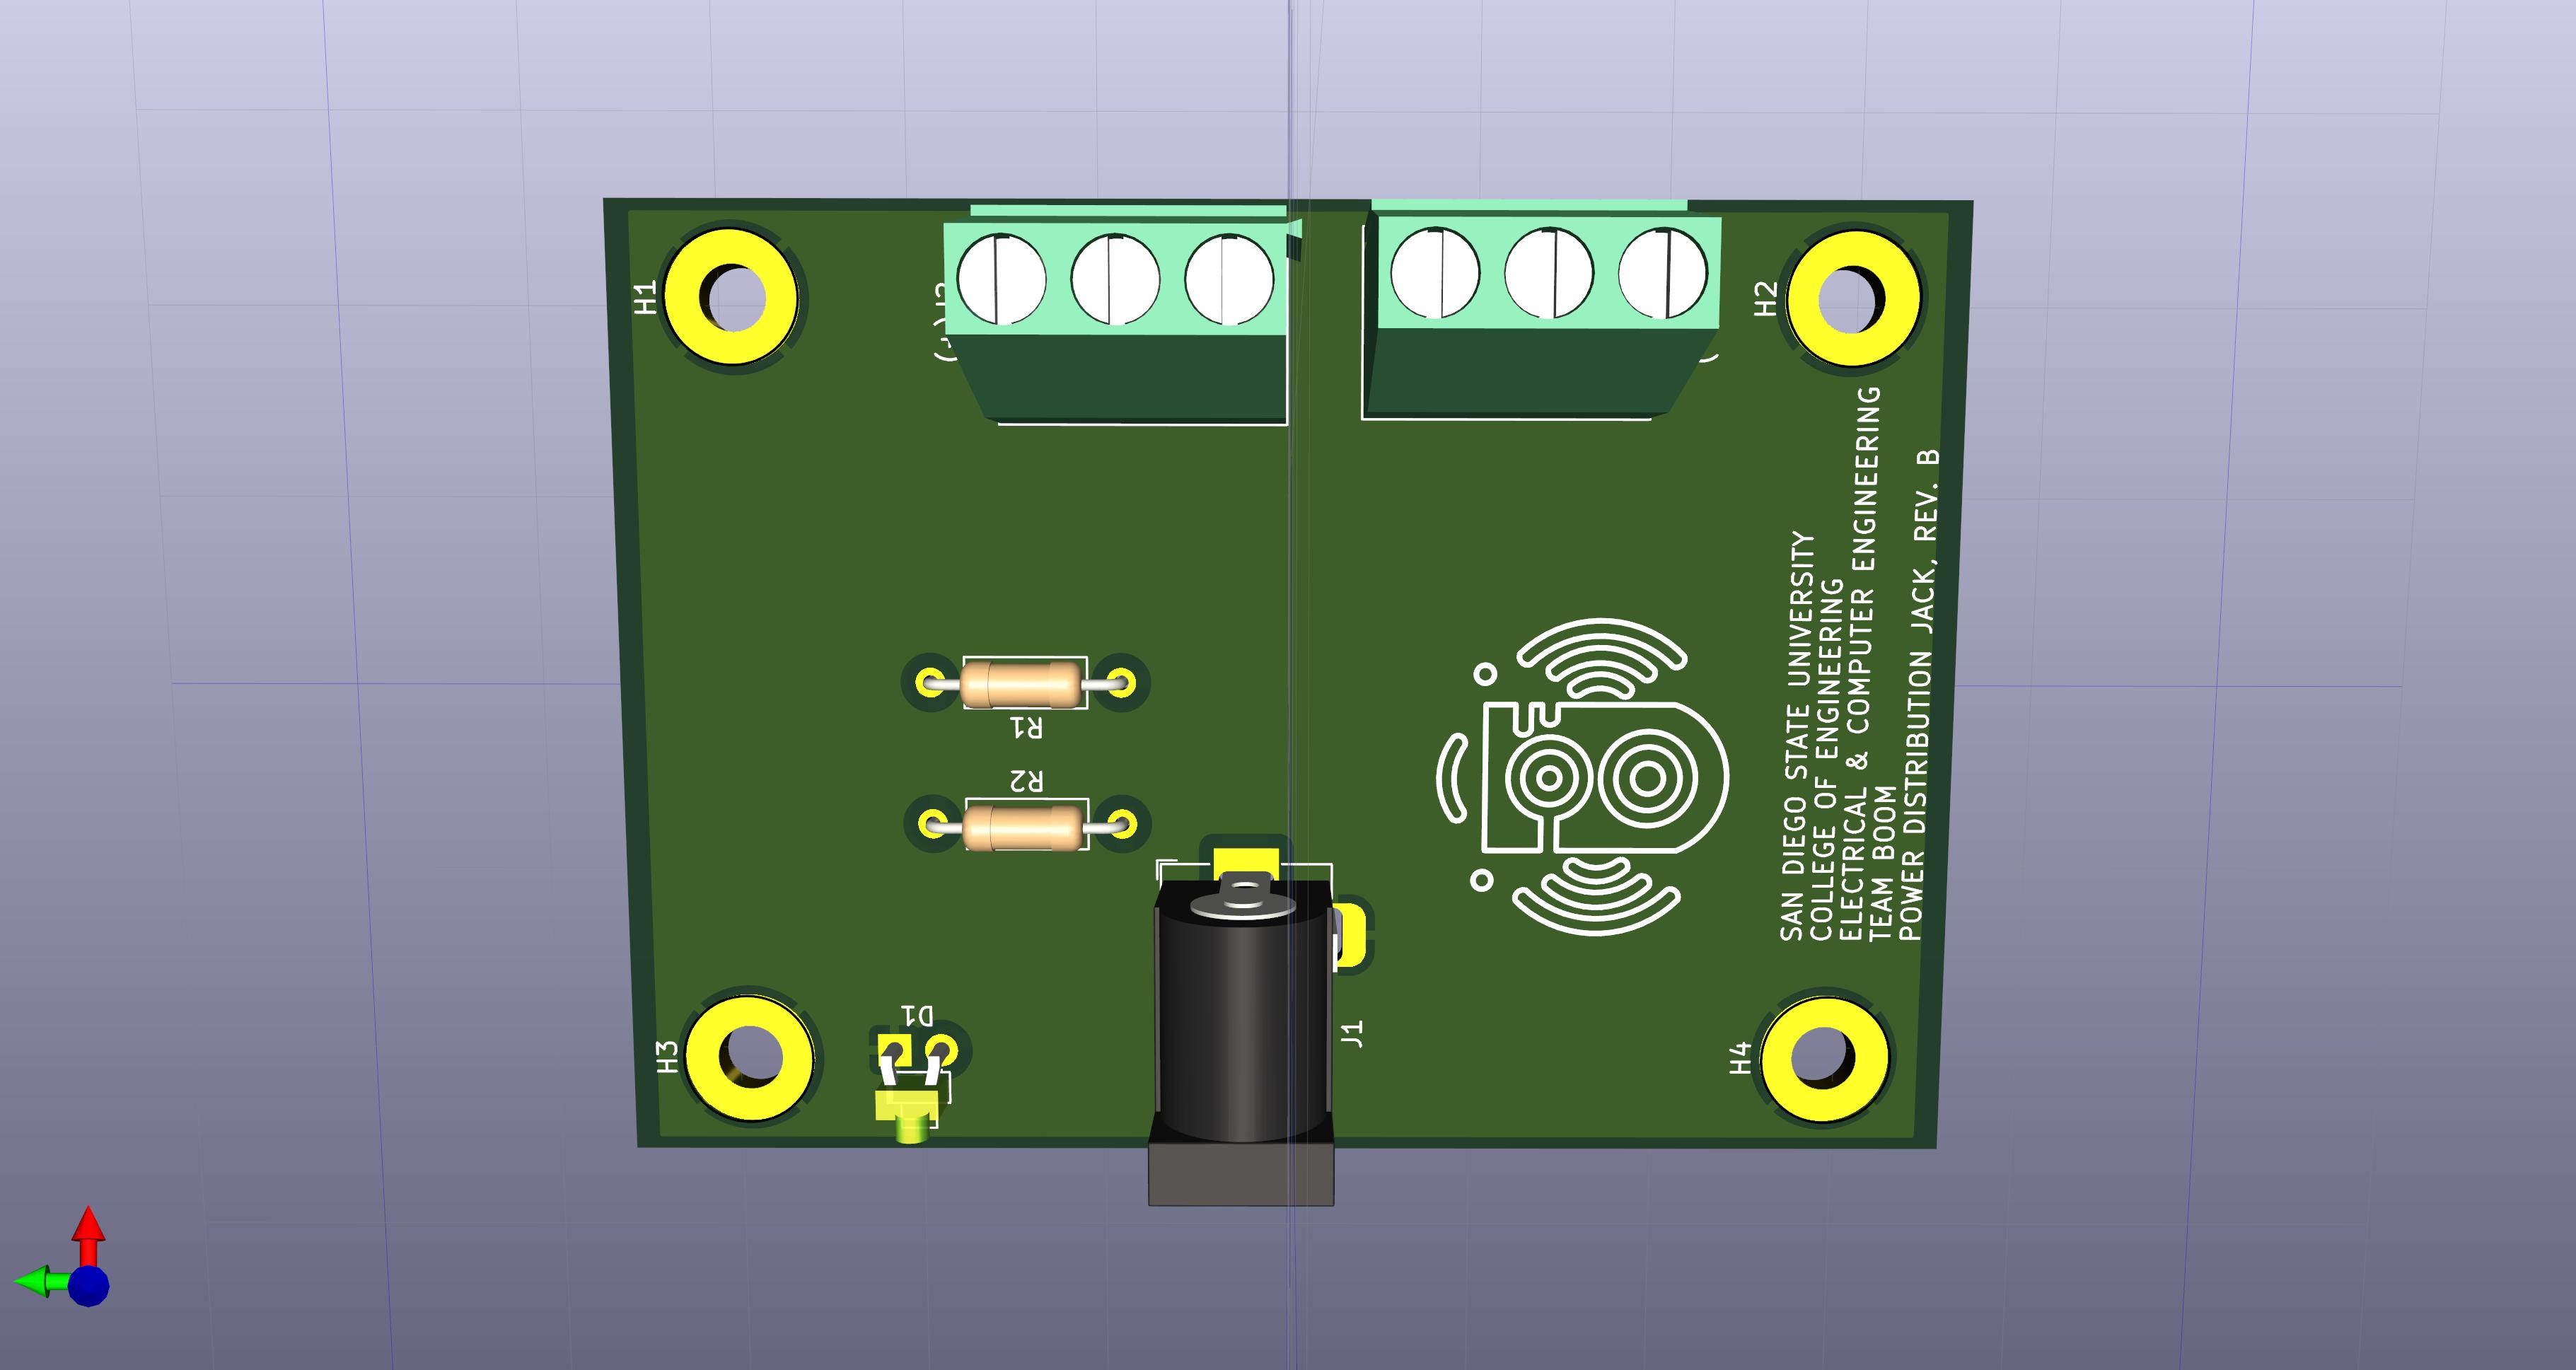 H1
H2
R1
R2
SAN DIEGO STATE UNIVERSITY
COLLEGE OF ENGINEERING
ELECTRICAL & COMPUTER ENGINEERING
TEAM BOOM
POWER DISTRIBUTION JACK, REV. B
D1
J1
H3
H4